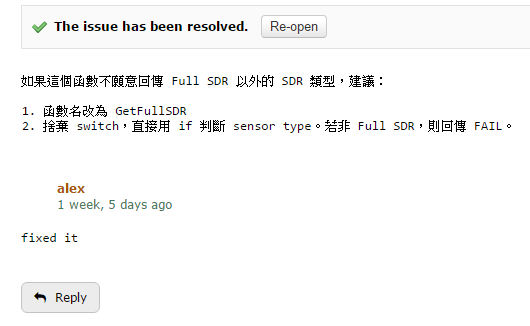 The issue has been resolved. Re-open
如果這個函數不願意回傳 Full SDR 以外的 SDR 類型，建議：
1. 函數名改為 GetFullSDR
2. 捨棄 switch，直接用 if 判斷 sensor type。若非 Full SDR，則回傳 FAIL。
alex
1 week, 5 days ago
fixed it
Reply